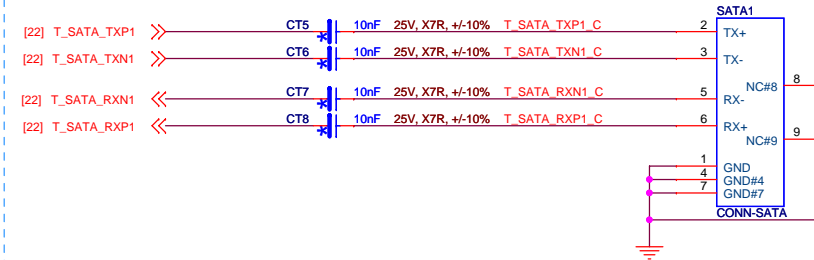 SATA1
[22] T_SATA_TXP1 CT5 10nF 25V, X7R, +/-10% T_SATA_TXP1_C 2 TX+
[22] T_SATA_TXN1 CT6 10nF 25V, X7R, +/-10% T_SATA_TXN1_C 3 TX-
NC#8 8
[22] T_SATA_RXN1 CT7 10nF 25V, X7R, +/-10% T_SATA_RXN1_C 5 RX-
[22] T_SATA_RXP1 CT8 10nF 25V, X7R, +/-10% T_SATA_RXP1_C 6 RX+
NC#9 9
1 GND
4 GND#4
7 GND#7
CONN-SATA